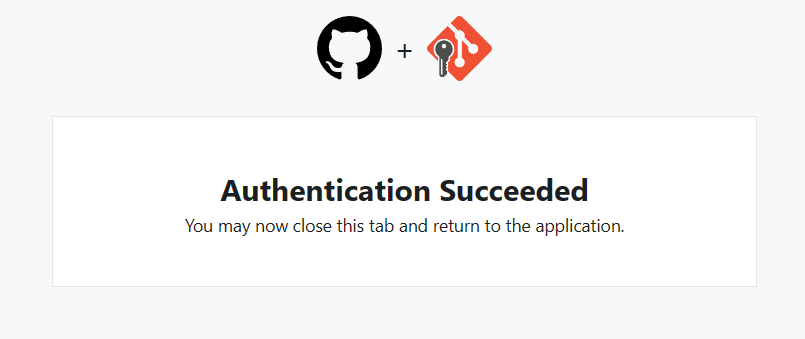 +
Authentication Succeeded
You may now close this tab and return to the application.